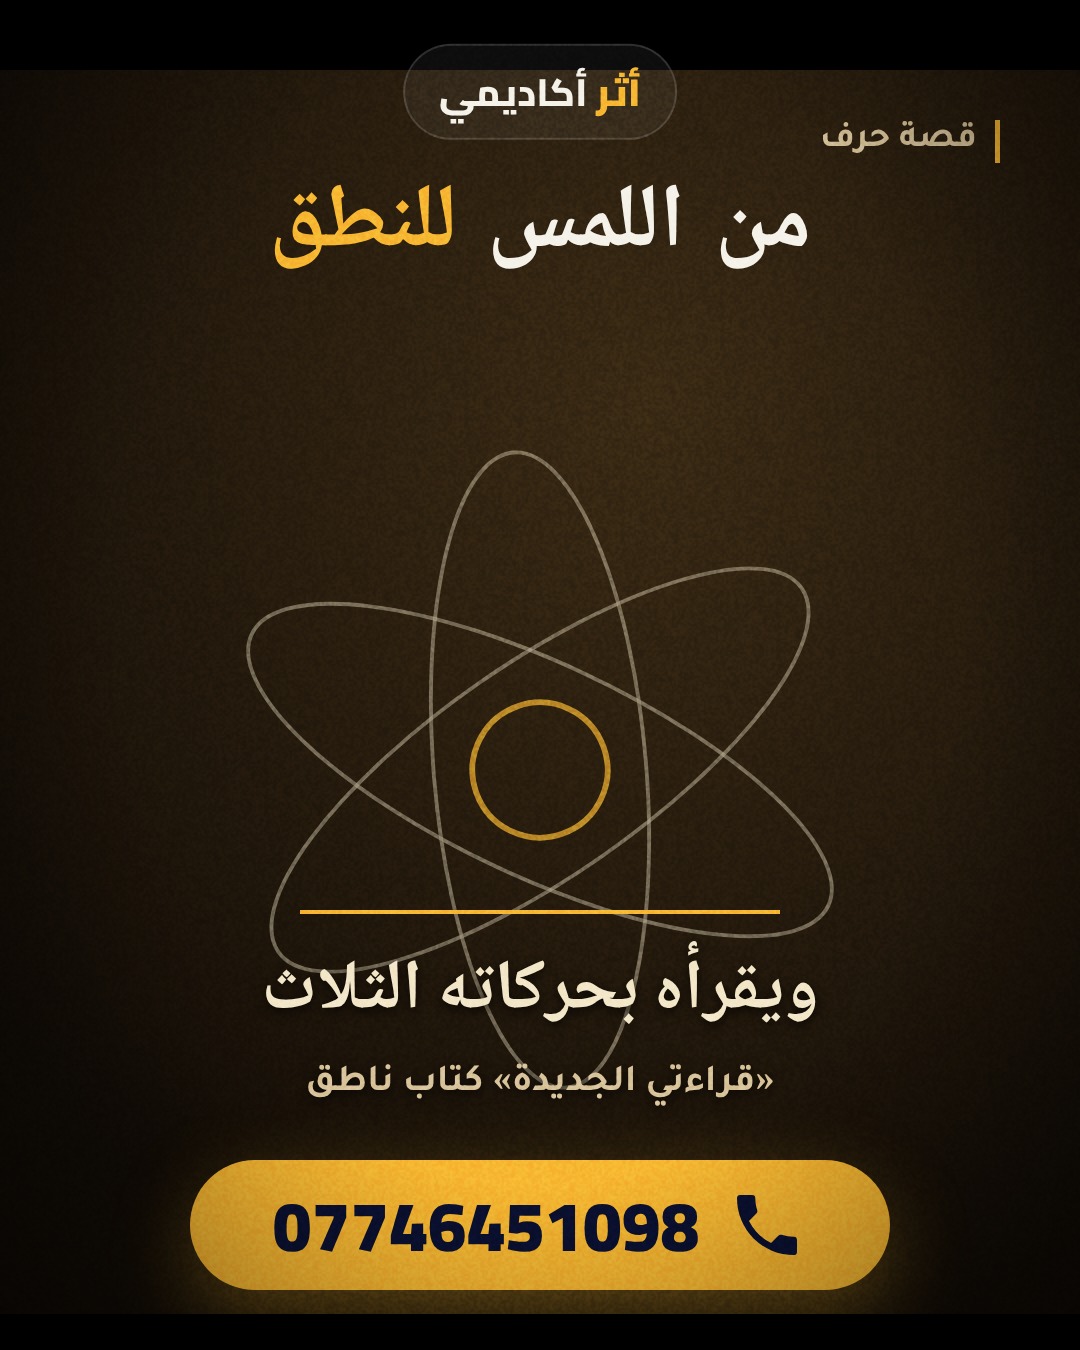 أثر أكاديمي
قصة حرف
من اللمس للنطق
ويقرأه بحركاته الثلاث
«قراءتي الجديدة» كتاب ناطق
07746451098